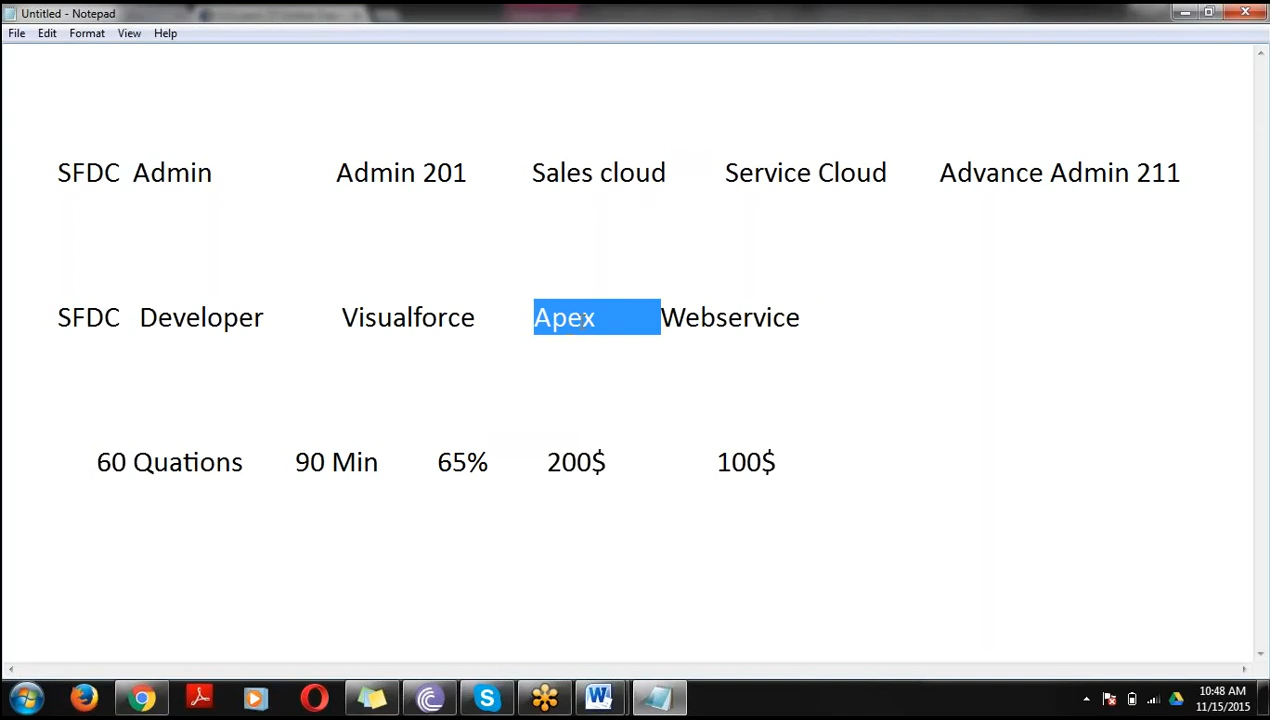 Untitled - Notepad
File Edit Format View Help
SFDC Admin Admin 201 Sales cloud Service Cloud Advance Admin 211
SFDC Developer Visualforce Apex Webservice
60 Quations 90 Min 65% 200$ 100$
10:48 AM
11/15/2015